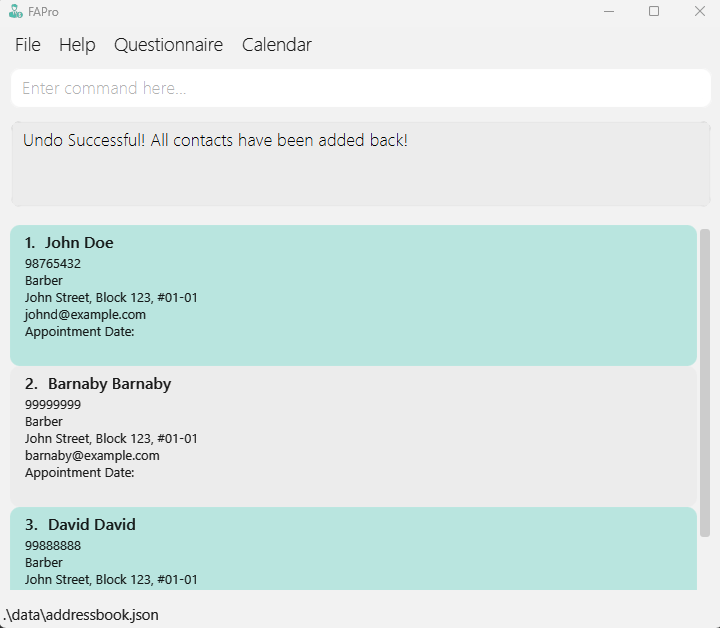 FAPro
File Help Questionnaire Calendar
Enter command here...
Undo Successful! All contacts have been added back!
1. John Doe
98765432
Barber
John Street, Block 123, #01-01
johnd@example.com
Appointment Date:
2. Barnaby Barnaby
99999999
Barber
John Street, Block 123, #01-01
barnaby@example.com
Appointment Date:
3. David David
99888888
Barber
John Street, Block 123, #01-01
.\data\addressbook.json